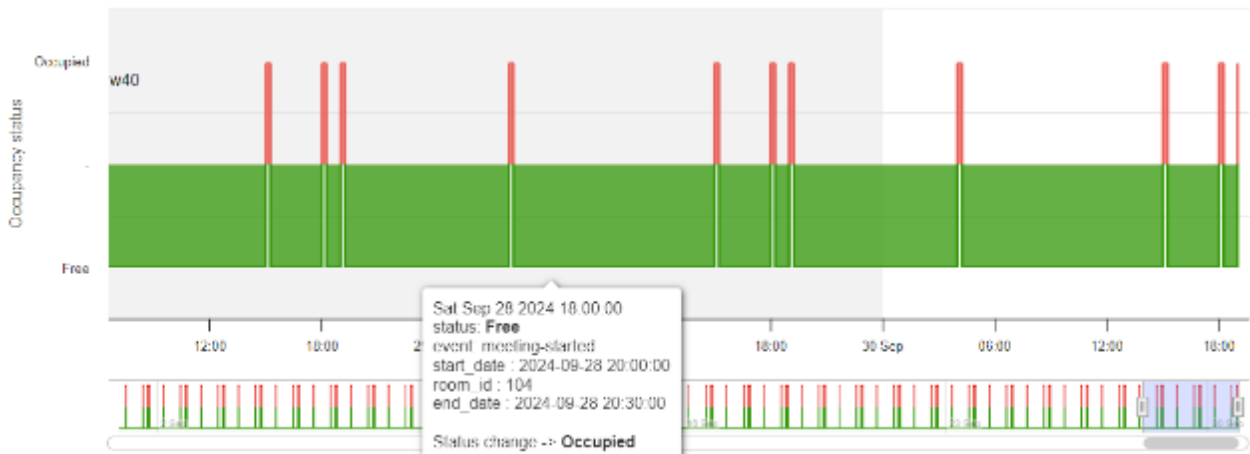 Occupied
w40
Occupancy status
-
Free
12:00
18:00
18:00
30 Sep
06:00
12:00
18:00
Sat Sep 28 2024 18:00:00
status: Free
event: meeting-started
start_date : 2024-09-28 20:00:00
room_id : 104
end_date : 2024-09-28 20:30:00
Status change -> Occupied